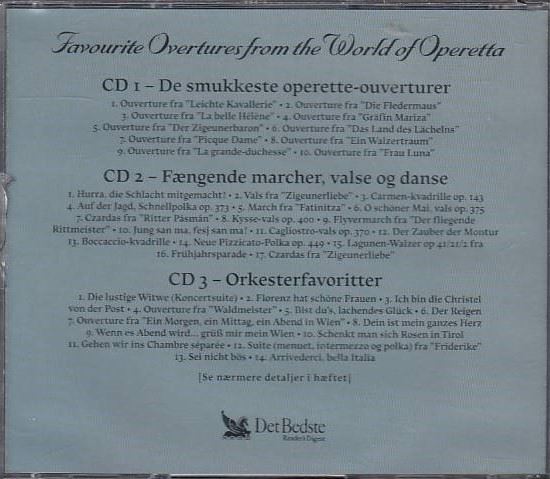 Favourite Overtures from the World of Operetta
CD 1 – De smukkeste operette-ouverturer
1. Ouverture fra "Leichte Kavallerie" • 2. Ouverture fra "Die Fledermaus"
3. Ouverture fra "La belle Hélène" • 4. Ouverture fra "Gräfin Mariza"
5. Ouverture fra "Der Zigeunerbaron" • 6. Ouverture fra "Das Land des Lächelns"
7. Ouverture fra "Picque Dame" • 8. Ouverture fra "Ein Walzertraum"
9. Ouverture fra "La grande-duchesse" • 10. Ouverture fra "Frau Luna"
CD 2 – Fængende marcher, valse og danse
1. Hurra, die Schlacht mitgemacht! • 2. Vals fra "Zigeunerliebe" • 3. Carmen-kvadrille op. 143
4. Auf der Jagd, Schnellpolka op. 373 • 5. March fra "Fatinitza" • 6. O schöner Mai, vals op. 375
7. Czardas fra "Ritter Pásmán" • 8. Kysse-vals op. 400 • 9. Flyvermarch fra "Der fliegende
Rittmeister" • 10. Jung san ma, fesj san ma! • 11. Cagliostro-vals op. 370 • 12. Der Zauber der Montur
13. Boccaccio-kvadrille • 14. Neue Pizzicato-Polka op. 449 • 15. Lagunen-Walzer op 41/21/2 fra
16. Frühjahrsparade • 17. Czardas fra "Zigeunerliebe"
CD 3 – Orkesterfavoritter
1. Die lustige Witwe (Koncertsuite) • 2. Florenz hat schöne Frauen • 3. Ich bin die Christel
von der Post • 4. Ouverture fra "Waldmeister" • 5. Bist du's, lachendes Glück • 6. Der Reigen
7. Ouverture fra "Ein Morgen, ein Mittag, ein Abend in Wien" • 8. Dein ist mein ganzes Herz
9. Wenn es Abend wird... grüß mir mein Wien • 10. Schenkt man sich Rosen in Tirol
11. Gehen wir ins Chambre séparée • 12. Suite (menuet, intermezzo og polka) fra "Friderike"
13. Sei nicht bös • 14. Arrivederci, bella Italia
[Se nærmere detaljer i hæftet]
Det Bedste
Reader's Digest